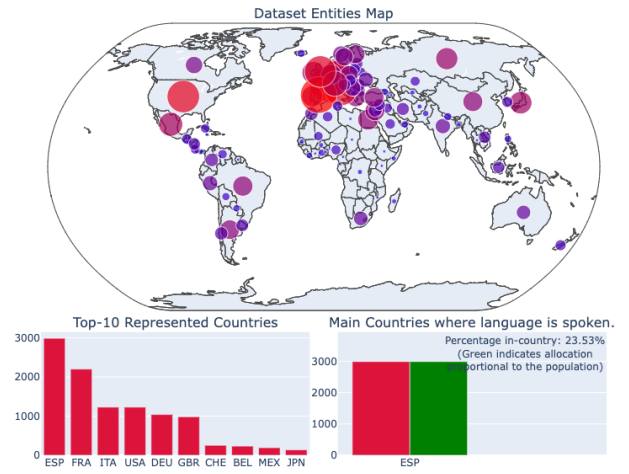 Dataset Entities Map
Top-10 Represented Countries
3000
2000
1000
0
ESP FRA ITA USA DEU GBR CHE BEL MEX JPN
Main Countries where language is spoken.
Percentage in-country: 23.53%
(Green indicates allocation
proportional to the population)
3000
2000
1000
0
ESP